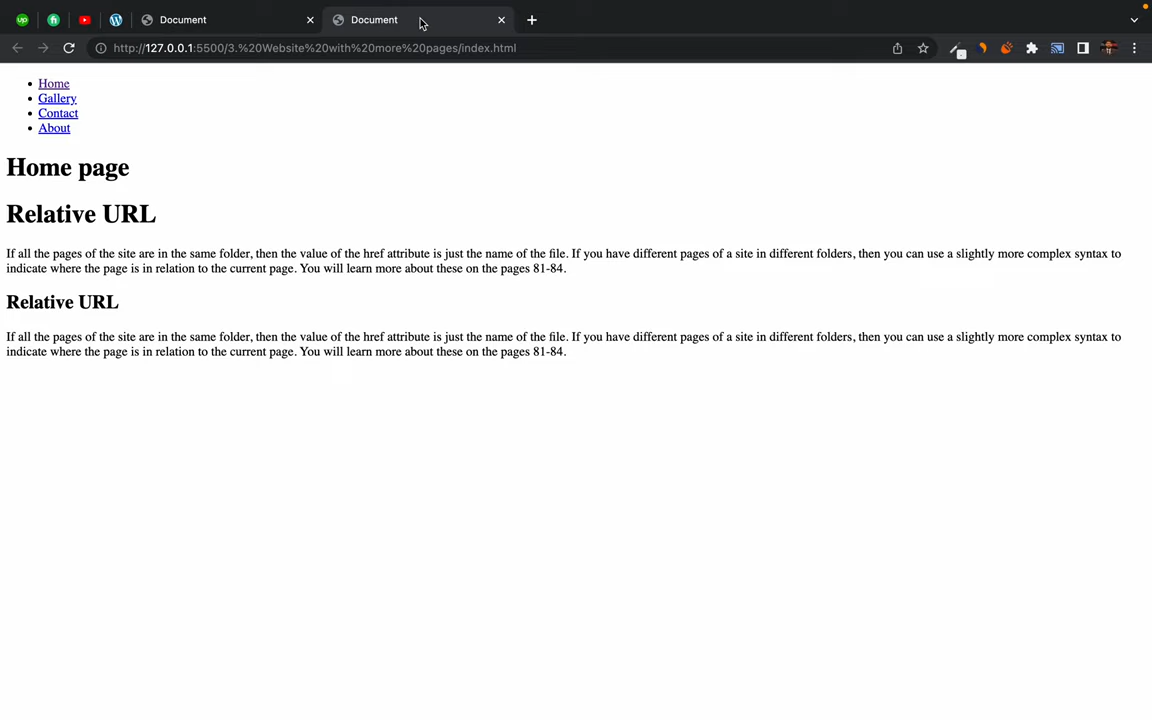 up fi Document Document
http://127.0.0.1:5500/3.%20Website%20with%20more%20pages/index.html
Home
Gallery
Contact
About
Home page
Relative URL
If all the pages of the site are in the same folder, then the value of the href attribute is just the name of the file. If you have different pages of a site in different folders, then you can use a slightly more complex syntax to
indicate where the page is in relation to the current page. You will learn more about these on the pages 81-84.
Relative URL
If all the pages of the site are in the same folder, then the value of the href attribute is just the name of the file. If you have different pages of a site in different folders, then you can use a slightly more complex syntax to
indicate where the page is in relation to the current page. You will learn more about these on the pages 81-84.